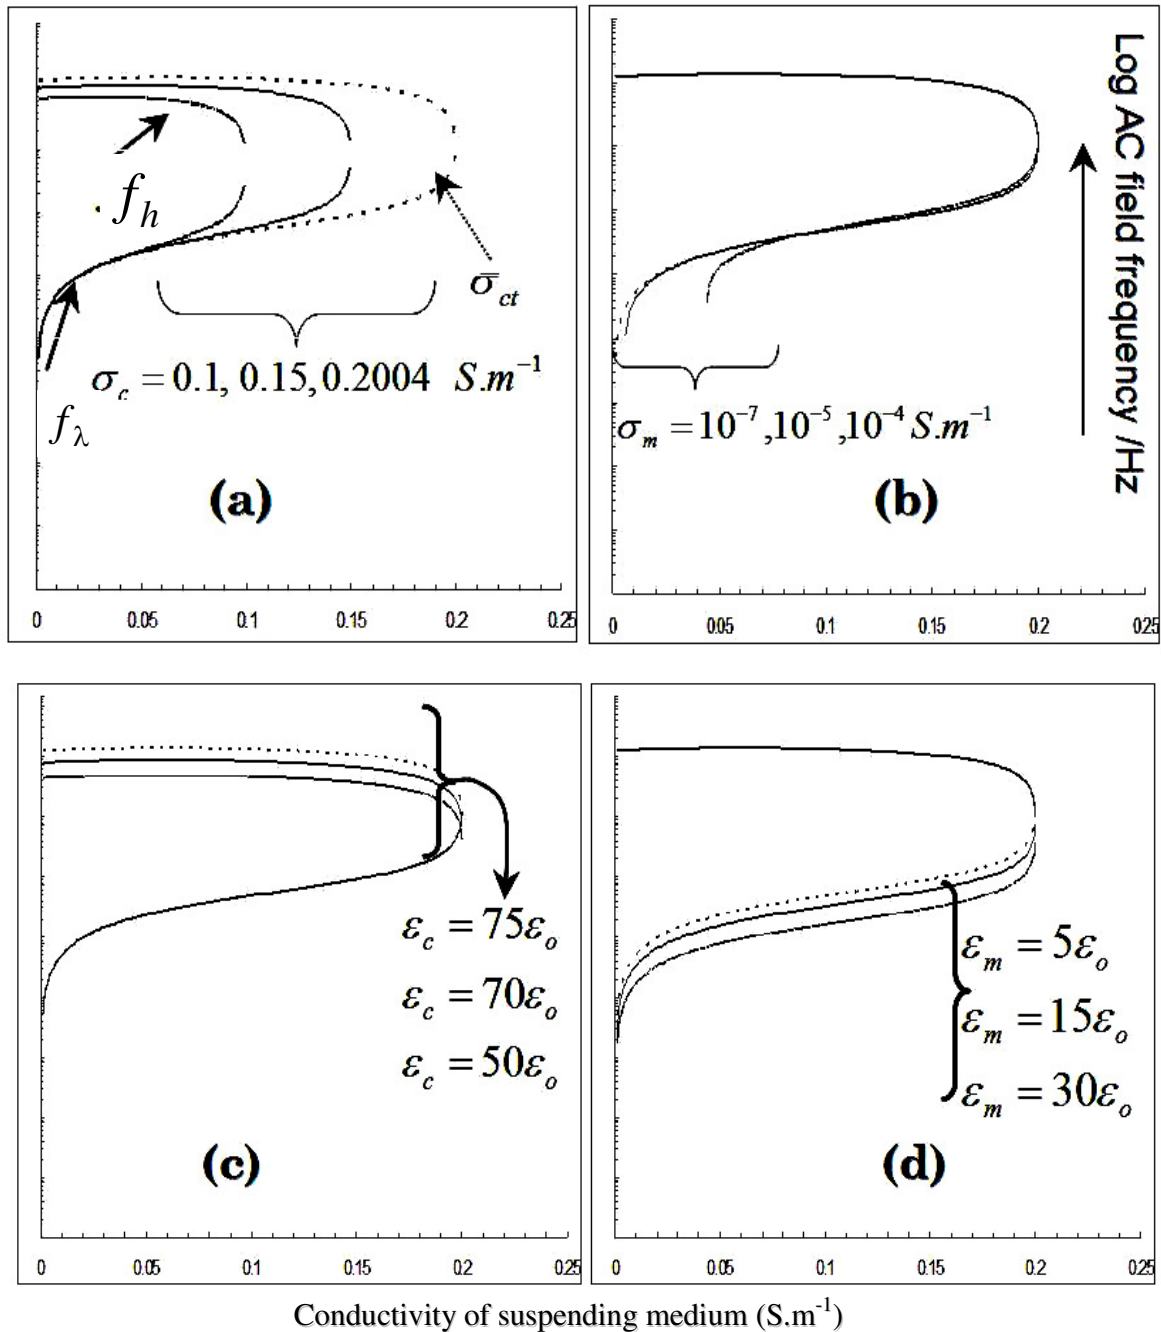 f_h
σ̿_ct
σ_c = 0.1, 0.15, 0.2004 S.m⁻¹
f_λ
(a)
0 0.05 0.1 0.15 0.2 0.25
Log AC field frequency /Hz
σ_m = 10⁻⁷, 10⁻⁵, 10⁻⁴ S.m⁻¹
(b)
0 0.05 0.1 0.15 0.2 0.25
ε_c = 75ε_o
ε_c = 70ε_o
ε_c = 50ε_o
(c)
0 0.05 0.1 0.15 0.2 0.25
ε_m = 5ε_o
ε_m = 15ε_o
ε_m = 30ε_o
(d)
0 0.05 0.1 0.15 0.2 0.25
Conductivity of suspending medium (S.m⁻¹)